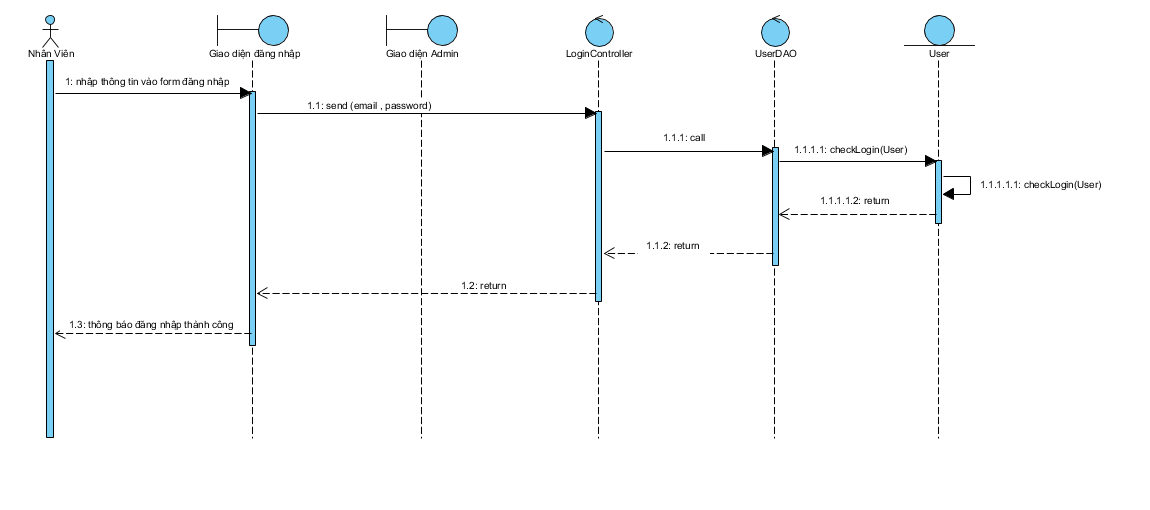 Nhân Viên
Giao diện đăng nhập
Giao diện Admin
LoginController
UserDAO
User
1: nhập thông tin vào form đăng nhập
1.1: send (email , password)
1.1.1: call
1.1.1.1: checkLogin(User)
1.1.1.1.1: checkLogin(User)
1.1.1.1.2: return
1.1.2: return
1.2: return
1.3: thông báo đăng nhập thành công